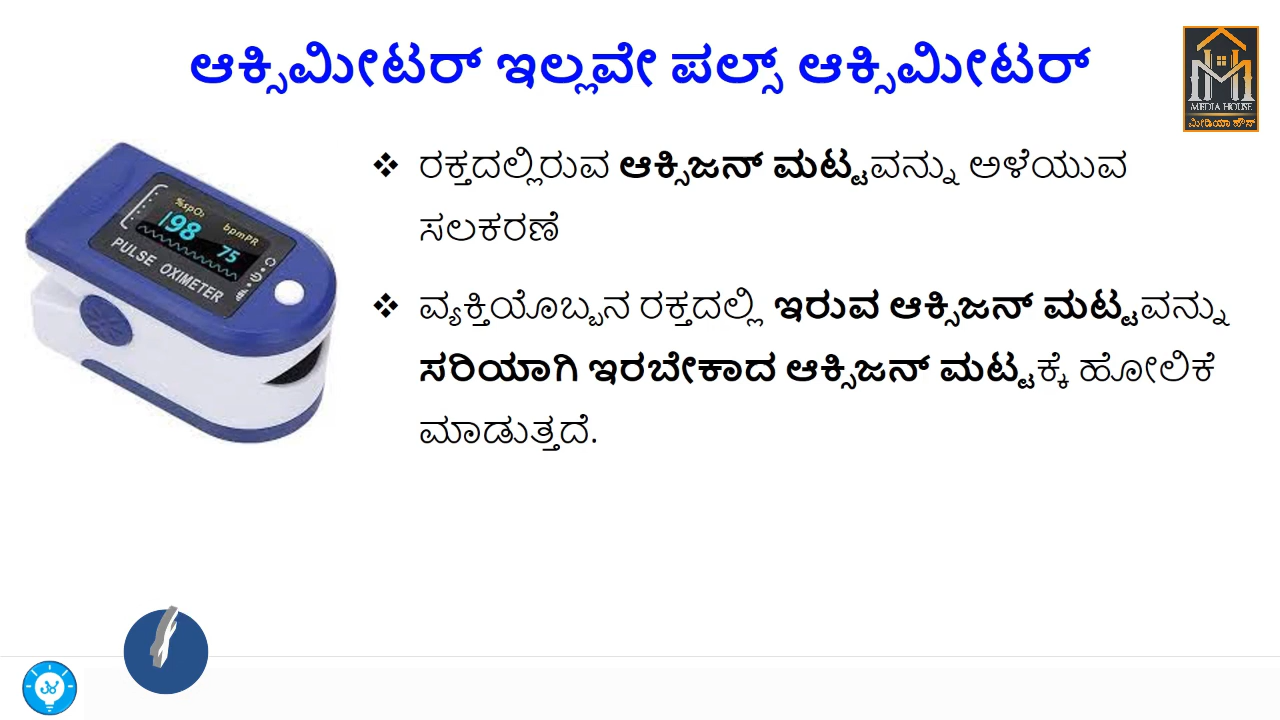 ಆಕ್ಸಿಮೀಟರ್ ಇಲ್ಲವೇ ಪಲ್ಸ್ ಆಕ್ಸಿಮೀಟರ್
MEDIA HOUSE
ಮೀಡಿಯಾ ಹೌಸ್
❖ ರಕ್ತದಲ್ಲಿರುವ ಆಕ್ಸಿಜನ್ ಮಟ್ಟವನ್ನು ಅಳೆಯುವ
ಸಲಕರಣೆ
❖ ವ್ಯಕ್ತಿಯೊಬ್ಬನ ರಕ್ತದಲ್ಲಿ ಇರುವ ಆಕ್ಸಿಜನ್ ಮಟ್ಟವನ್ನು
ಸರಿಯಾಗಿ ಇರಬೇಕಾದ ಆಕ್ಸಿಜನ್ ಮಟ್ಟಕ್ಕೆ ಹೋಲಿಕೆ
ಮಾಡುತ್ತದೆ.
%spO₂
bpmPR
98
75
PULSE OXIMETER